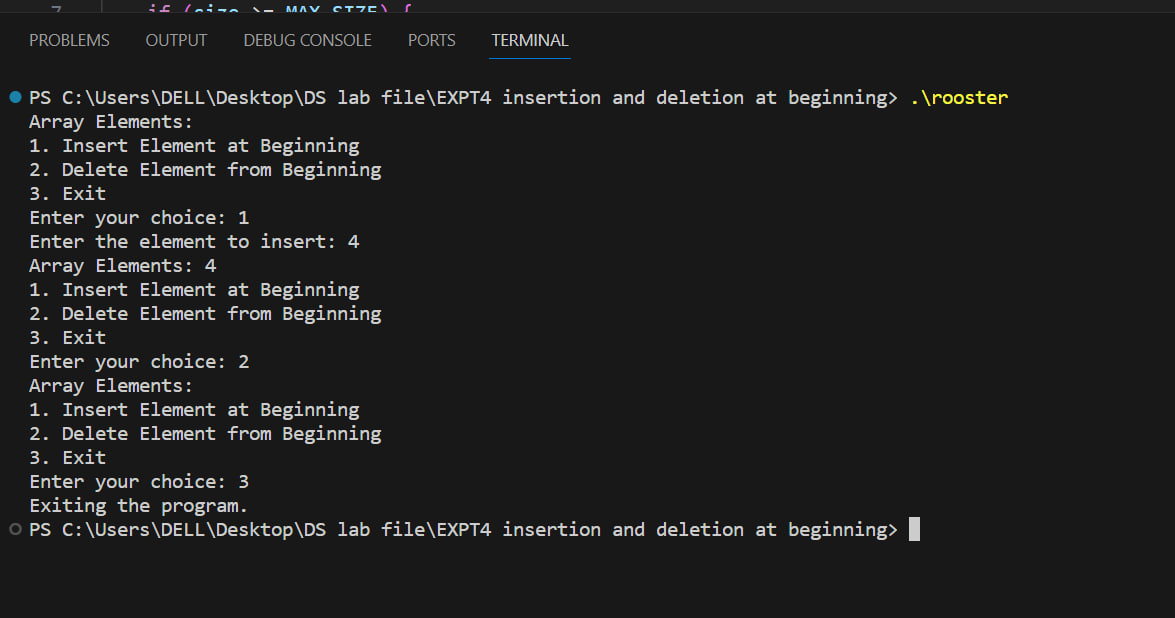 7 if (size >= MAX_SIZE) {
PROBLEMS OUTPUT DEBUG CONSOLE PORTS TERMINAL
PS C:\Users\DELL\Desktop\DS lab file\EXPT4 insertion and deletion at beginning> .\rooster
Array Elements:
1. Insert Element at Beginning
2. Delete Element from Beginning
3. Exit
Enter your choice: 1
Enter the element to insert: 4
Array Elements: 4
1. Insert Element at Beginning
2. Delete Element from Beginning
3. Exit
Enter your choice: 2
Array Elements:
1. Insert Element at Beginning
2. Delete Element from Beginning
3. Exit
Enter your choice: 3
Exiting the program.
PS C:\Users\DELL\Desktop\DS lab file\EXPT4 insertion and deletion at beginning>